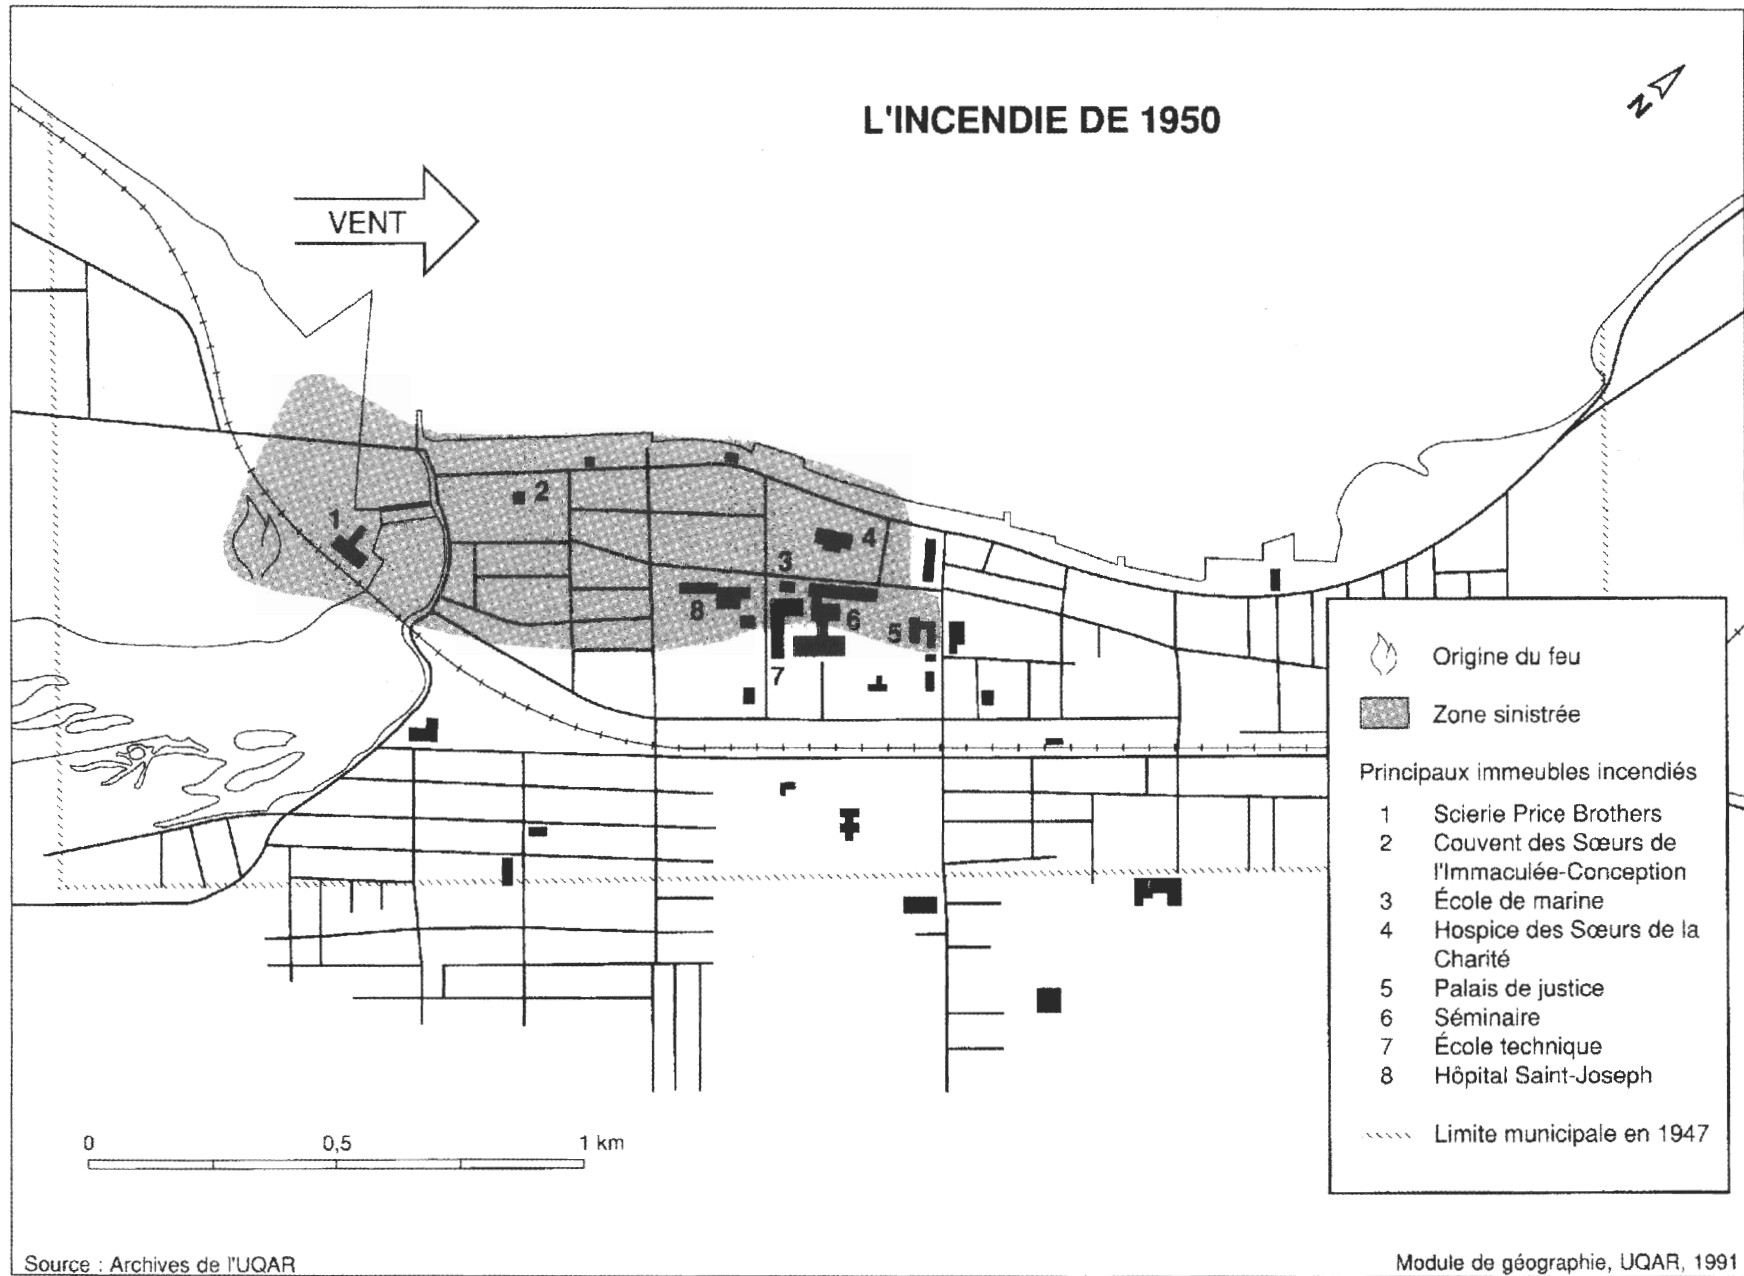 L'INCENDIE DE 1950
N
VENT
1
2
3
4
8
6
5
7
Origine du feu
Zone sinistrée
Principaux immeubles incendiés
1 Scierie Price Brothers
2 Couvent des Sœurs de
l'Immaculée-Conception
3 École de marine
4 Hospice des Sœurs de la
Charité
5 Palais de justice
6 Séminaire
7 École technique
8 Hôpital Saint-Joseph
Limite municipale en 1947
0 0,5 1 km
Source : Archives de l'UQAR
Module de géographie, UQAR, 1991